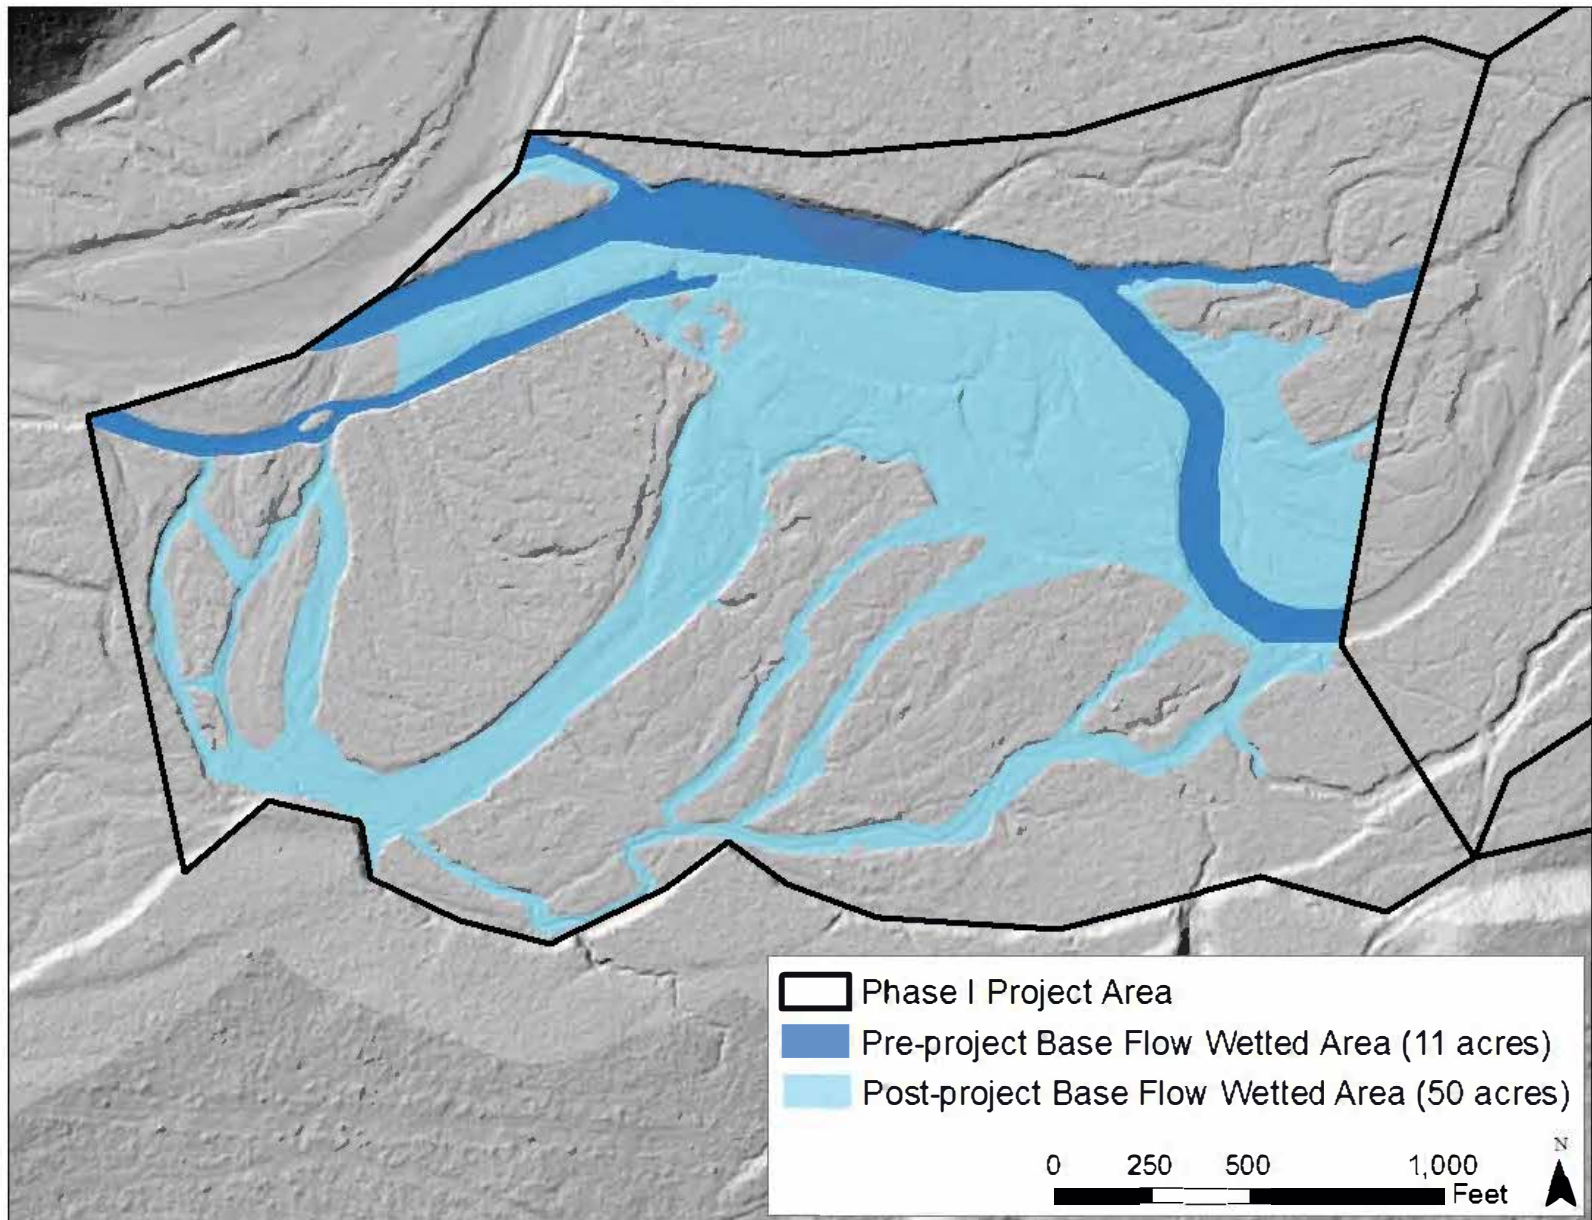 Phase I Project Area
Pre-project Base Flow Wetted Area (11 acres)
Post-project Base Flow Wetted Area (50 acres)
0 250 500 1,000
Feet
N